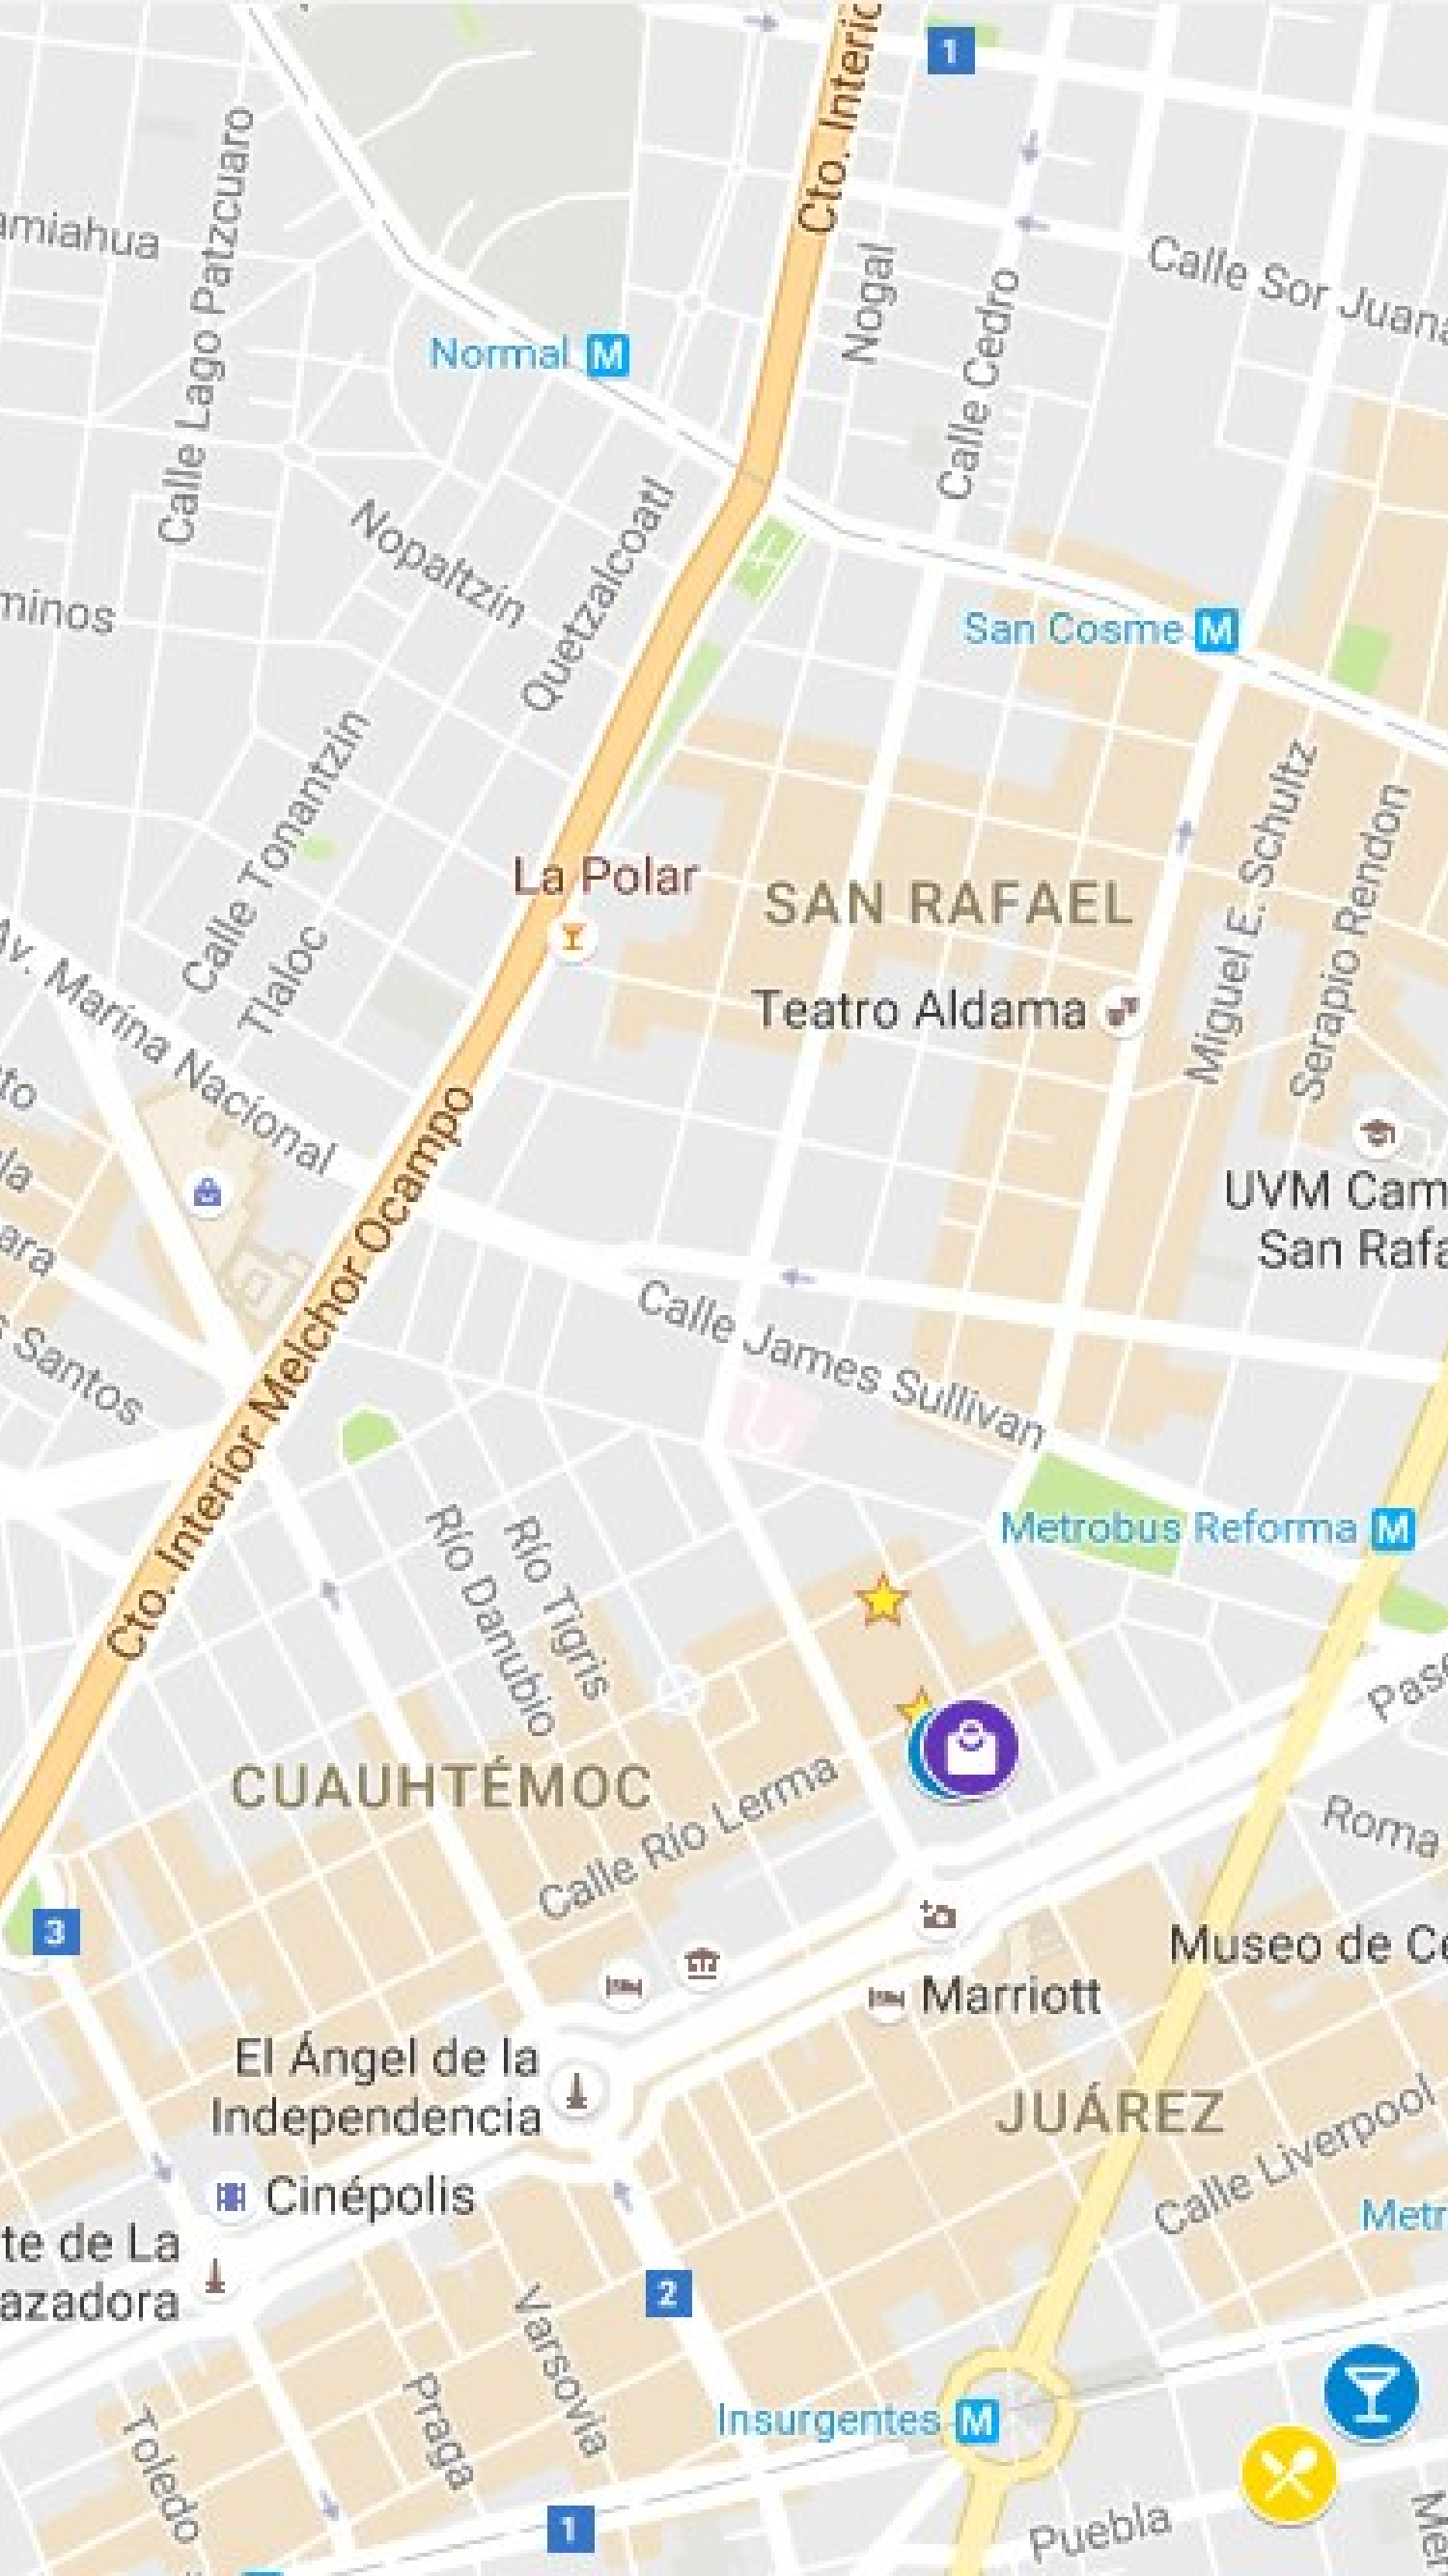 Cto. Interio
1
Calle Lago Patzcuaro
amiahua
Calle Sor Juana
Nogal
Calle Cedro
Normal M
Nopaltzin
Quetzalcoatl
minos
San Cosme M
Calle Tonantzin
Miguel E. Schultz
Serapio Rendon
La Polar
SAN RAFAEL
Av. Marina Nacional
Tlaloc
Teatro Aldama
to
la
ara
s Santos
Cto. Interior Melchor Ocampo
UVM Cam
San Rafa
Calle James Sullivan
Metrobus Reforma M
Río Tigris
Río Danubio
Pase
CUAUHTÉMOC
Calle Río Lerma
Roma
3
Museo de Ce
Marriott
El Ángel de la
Independencia
JUÁREZ
Calle Liverpool
Cinépolis
Metr
te de La
azadora
2
Varsovia
Praga
Toledo
Insurgentes M
1
Puebla
Mer